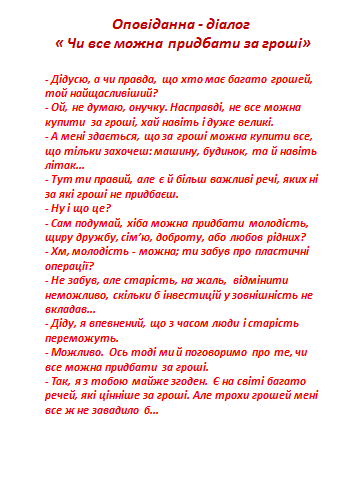 Оповіданна - діалог
« Чи все можна придбати за гроші»
- Дідусю, а чи правда, що хто має багато грошей,
той найщасливіший?
- Ой, не думаю, онучку. Насправді, не все можна
купити за гроші, хай навіть і дуже великі.
- А мені здається, що за гроші можна купити все,
що тільки захочеш: машину, будинок, та й навіть
літак...
- Тут ти правий, але є й більш важливі речі, яких ні
за які гроші не придбаєш.
- Ну і що це?
- Сам подумай, хіба можна придбати молодість,
щиру дружбу, сім’ю, доброту, або любов рідних?
- Хм, молодість - можна; ти забув про пластичні
операції?
- Не забув, але старість, на жаль, відмінити
неможливо, скільки б інвестицій у зовнішність не
вкладав...
- Діду, я впевнений, що з часом люди і старість
переможуть.
- Можливо. Ось тоді ми й поговоримо про те, чи
все можна придбати за гроші.
- Так, я з тобою майже згоден. Є на світі багато
речей, які цінніше за гроші. Але трохи грошей мені
все ж не завадило б...